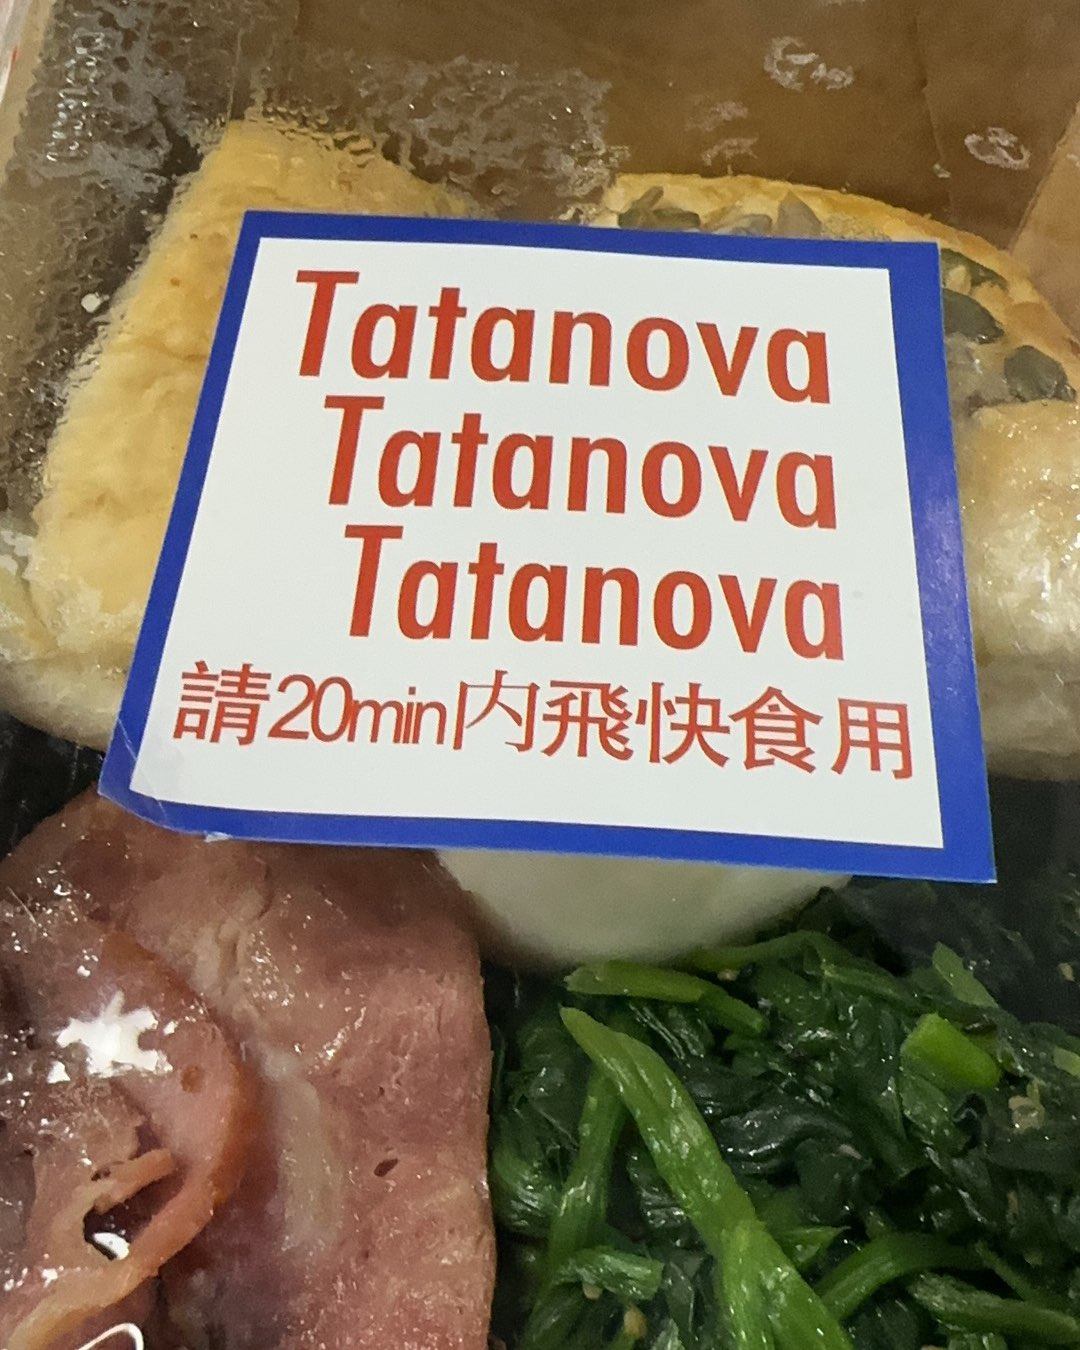 Tatanova
Tatanova
Tatanova
請20min内飛快食用